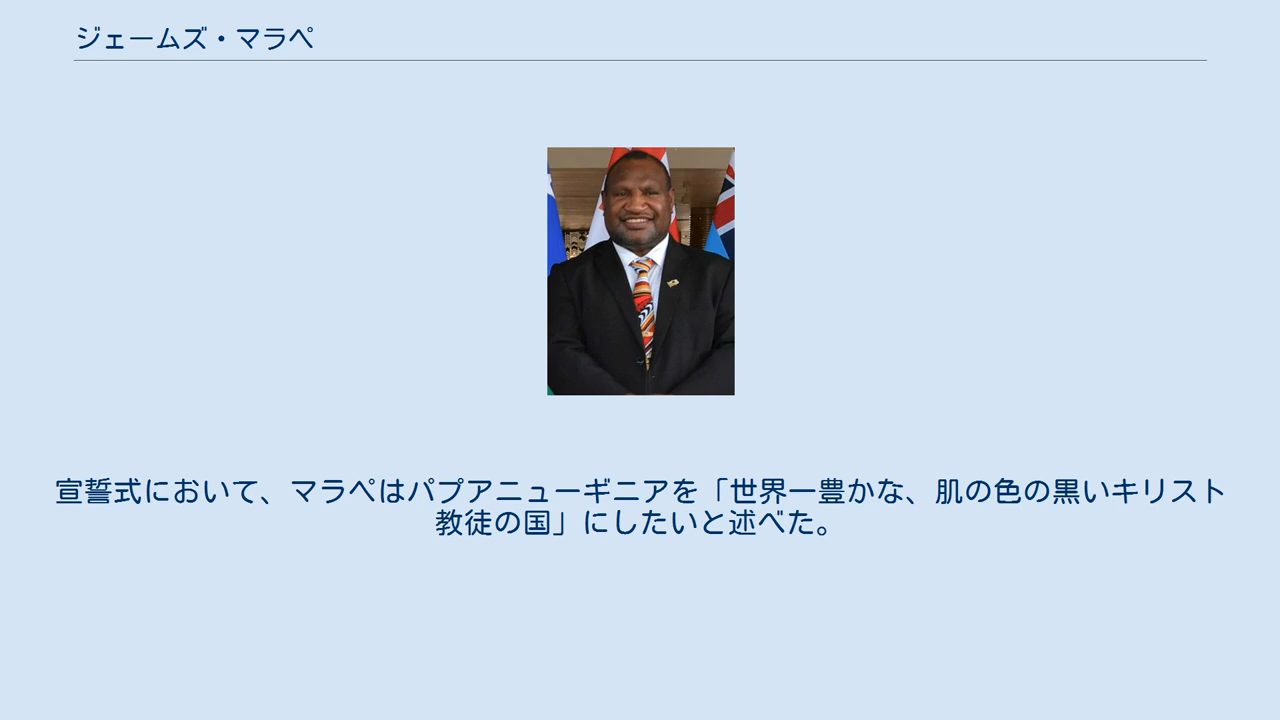 ジェームズ・マラペ
宣誓式において、マラペはパプアニューギニアを「世界一豊かな、肌の色の黒いキリスト
教徒の国」にしたいと述べた。